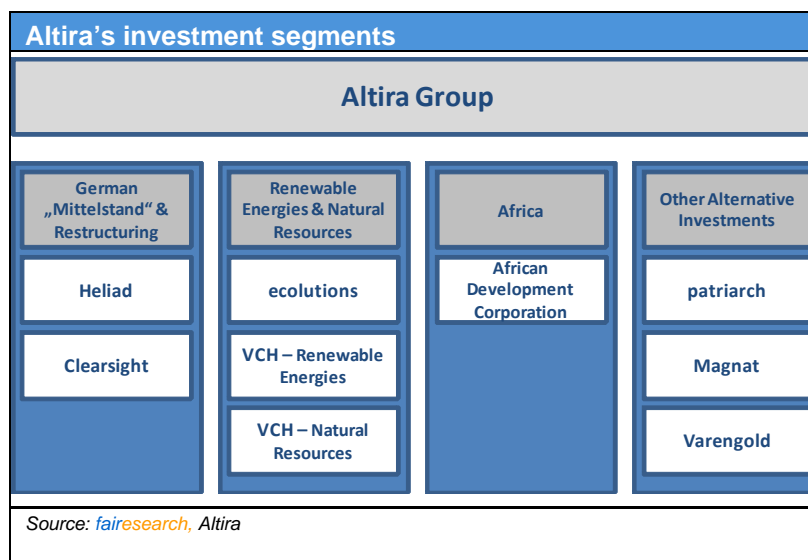 Altira’s investment segments
Altira Group
German
„Mittelstand“ &
Restructuring
Heliad
Clearsight
Renewable
Energies & Natural
Resources
ecolutions
VCH – Renewable
Energies
VCH – Natural
Resources
Africa
African
Development
Corporation
Other Alternative
Investments
patriarch
Magnat
Varengold
Source: fairesearch, Altira